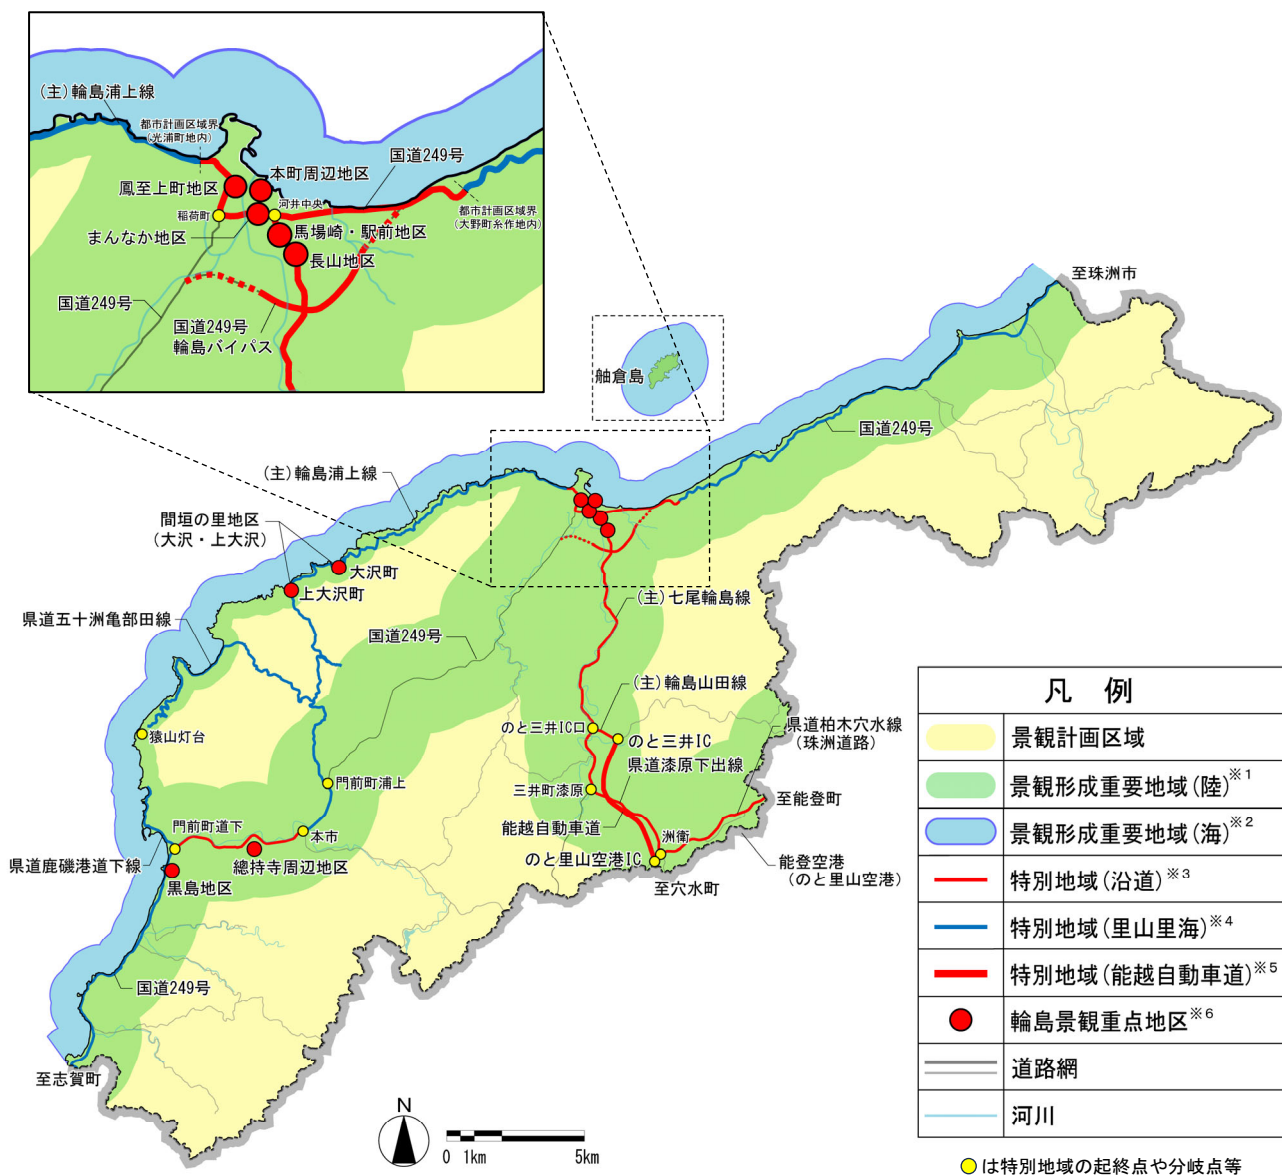 (主)輪島浦上線
都市計画区域界
(光浦町地内)
本町周辺地区
国道249号
鳳至上町地区
河井中央
稲荷町
都市計画区域界
(大野町糸作地内)
まんなか地区
馬場崎・駅前地区
長山地区
国道249号
国道249号
輪島バイパス
至珠洲市
舳倉島
国道249号
(主)輪島浦上線
間垣の里地区
(大沢・上大沢)
大沢町
上大沢町
県道五十洲亀部田線
国道249号
(主)七尾輪島線
(主)輪島山田線
のと三井IC口
のと三井IC
県道柏木穴水線
(珠洲道路)
猿山灯台
県道漆原下出線
門前町浦上
三井町漆原
至能登町
門前町道下
本市
能越自動車道
洲衛
県道鹿磯港道下線
總持寺周辺地区
のと里山空港IC
能登空港
(のと里山空港)
黒島地区
至穴水町
国道249号
至志賀町
N
0 1km 5km
凡 例
景観計画区域
景観形成重要地域(陸)※1
景観形成重要地域(海)※2
特別地域(沿道)※3
特別地域(里山里海)※4
特別地域(能越自動車道)※5
輪島景観重点地区※6
道路網
河川
は特別地域の起終点や分岐点等